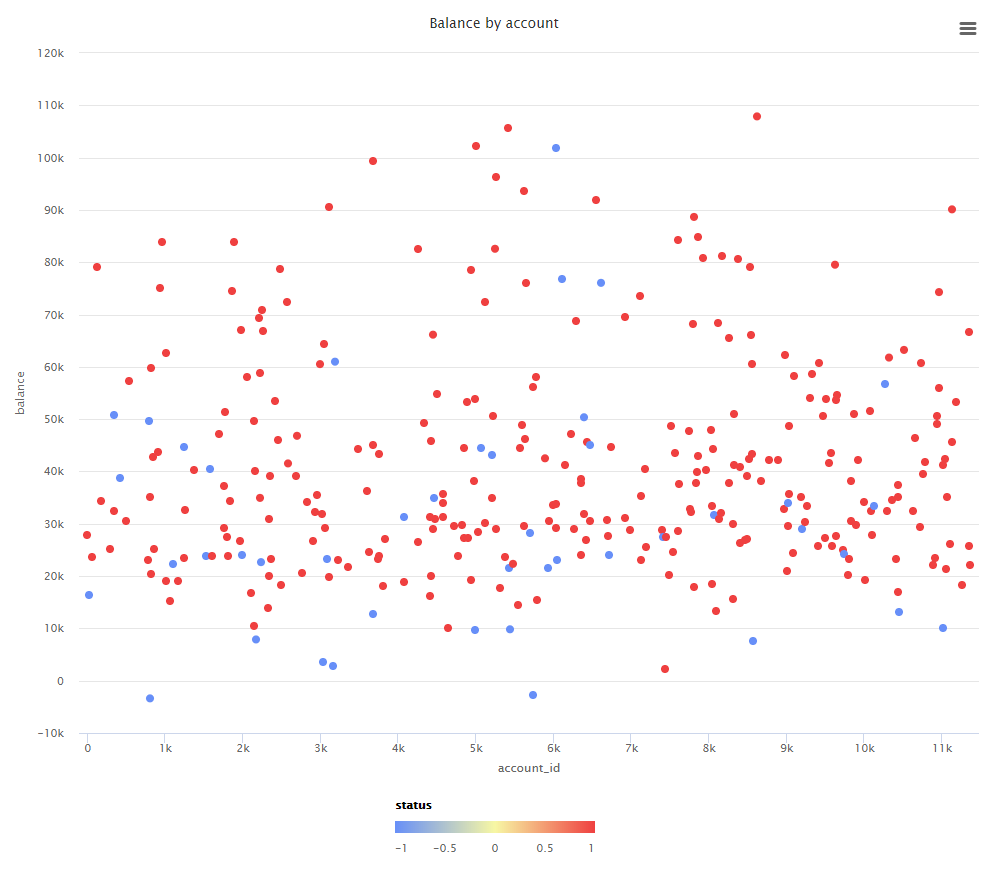 Balance by account
120k
110k
100k
90k
80k
70k
60k
50k
40k
30k
20k
10k
0
−10k
balance
0 1k 2k 3k 4k 5k 6k 7k 8k 9k 10k 11k
account_id
status
−1 −0.5 0 0.5 1